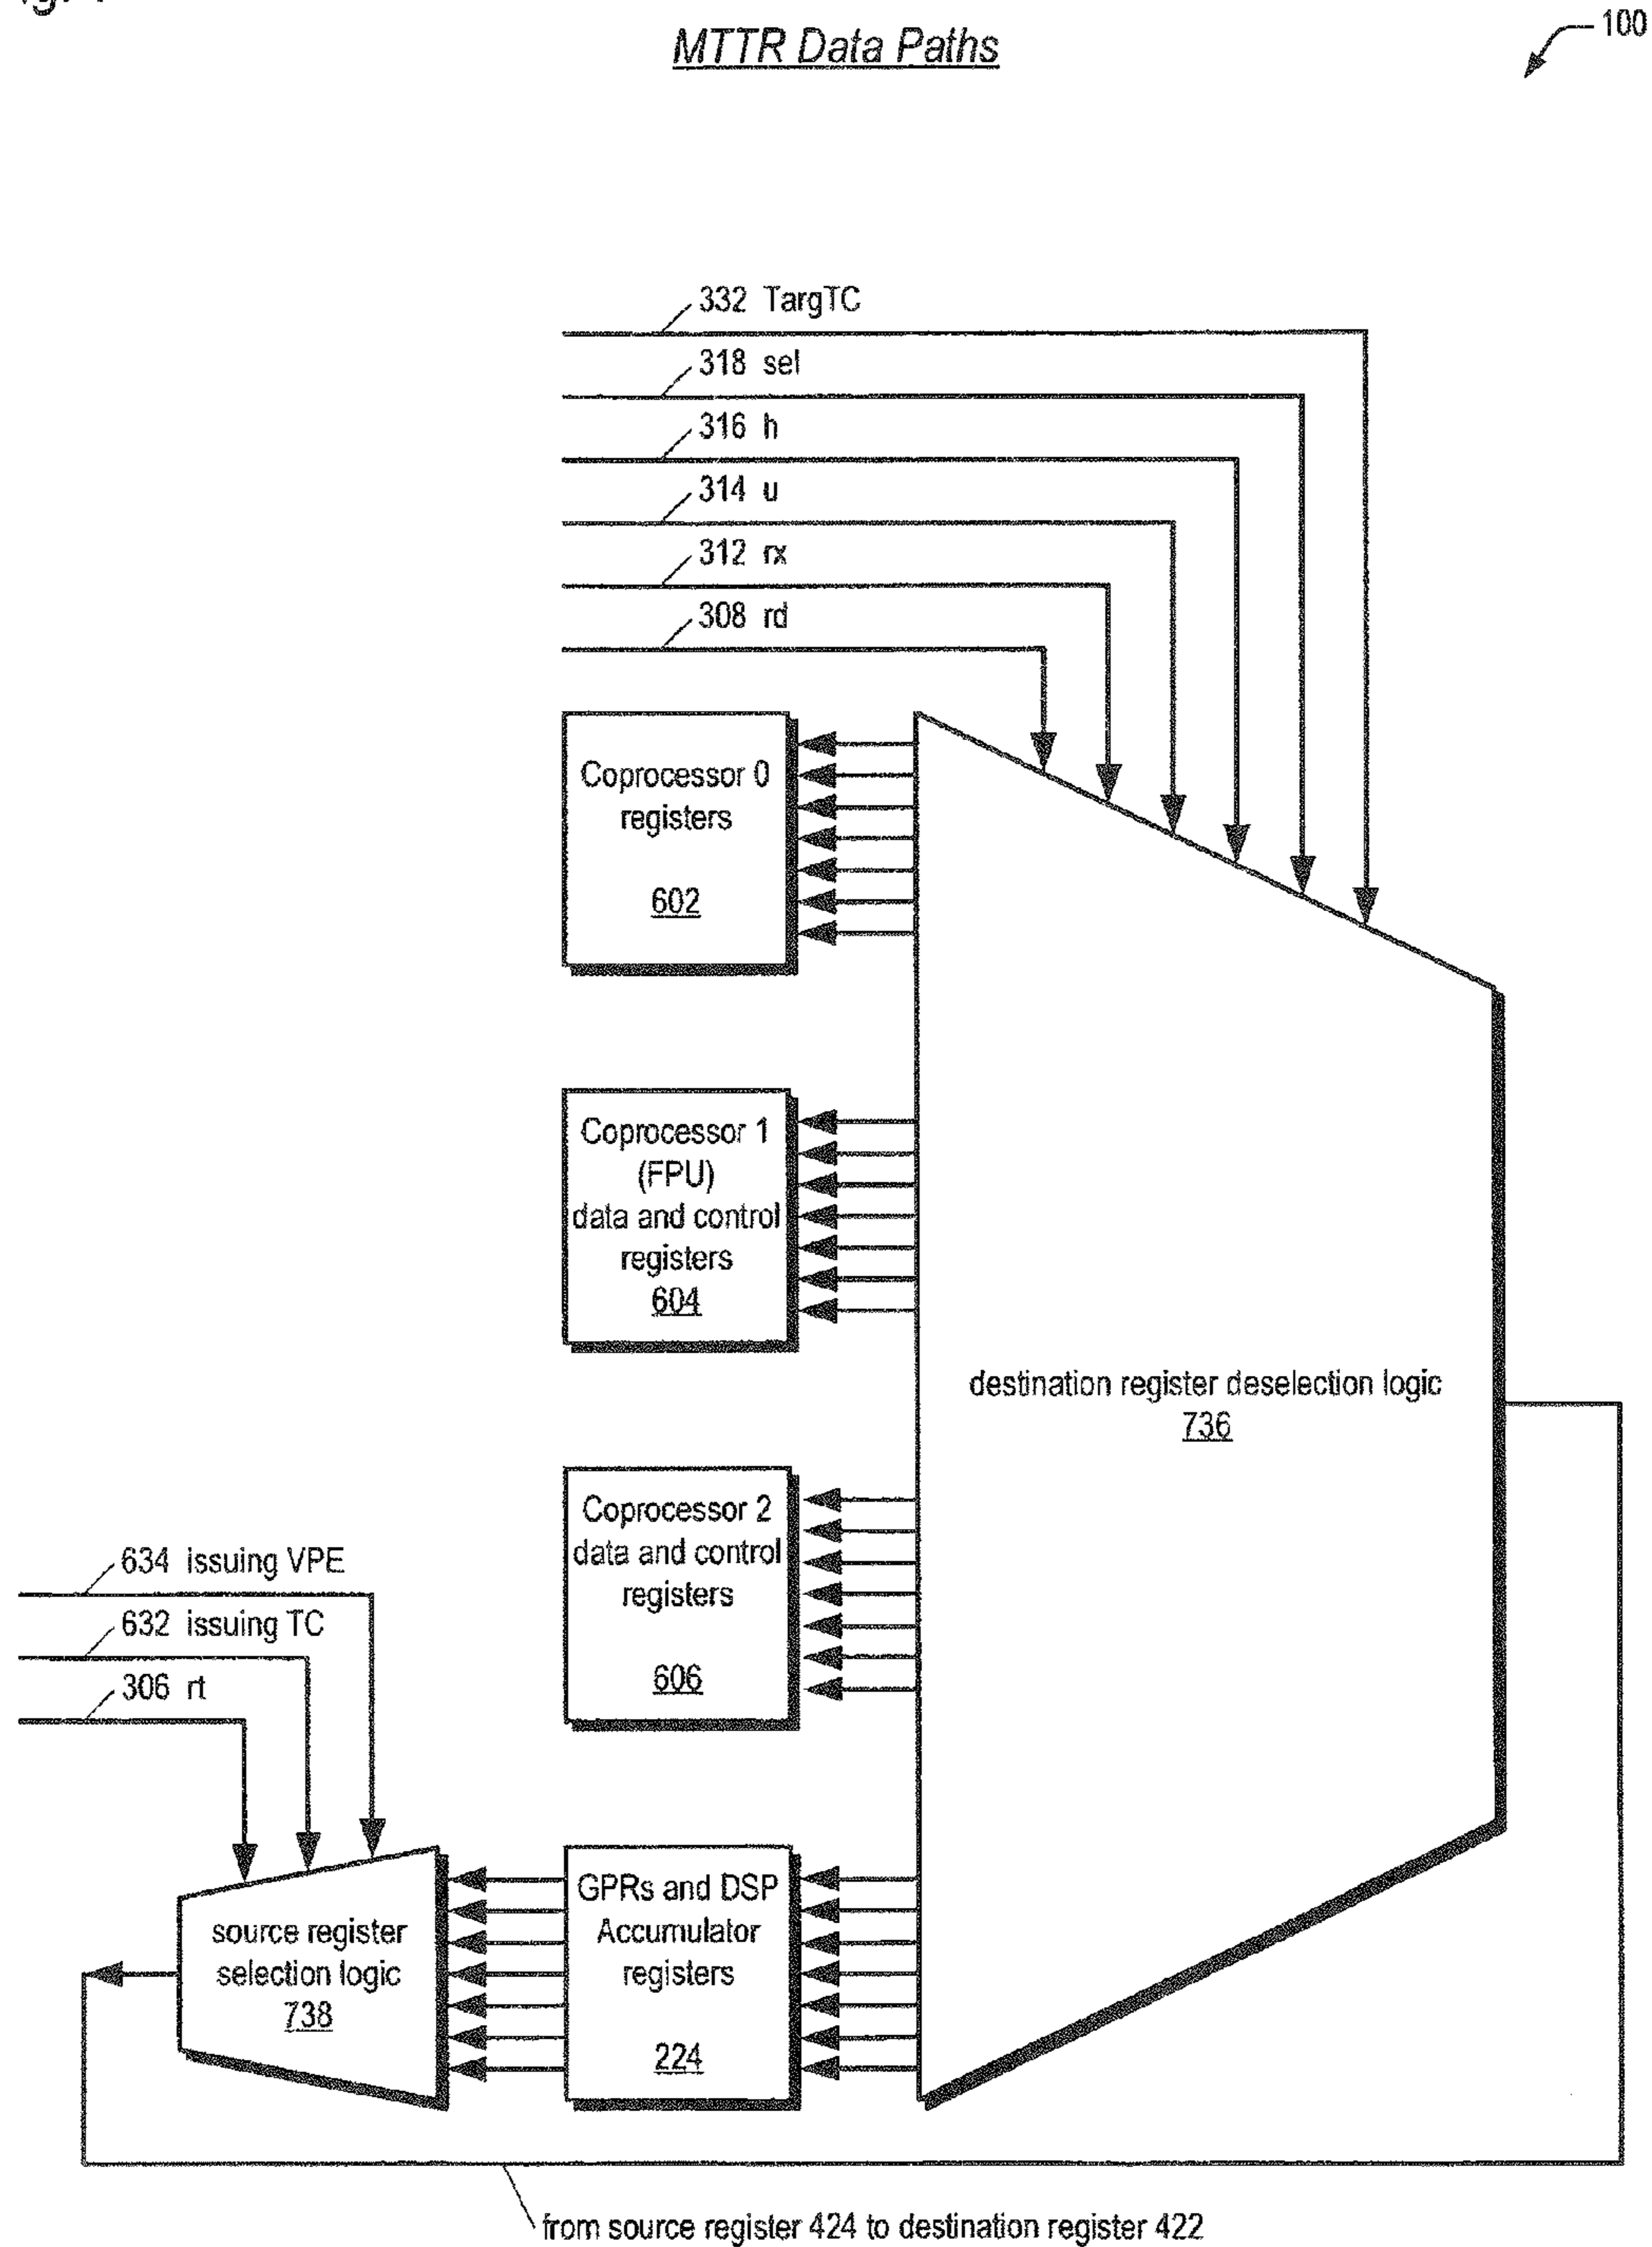 MTTR Data Paths
100
332 TargTC
318 sel
316 h
314 u
312 rx
308 rd
Coprocessor 0
registers
602
Coprocessor 1
(FPU)
data and control
registers
604
destination register deselection logic
736
Coprocessor 2
data and control
registers
606
634 issuing VPE
632 issuing TC
306 rt
source register
selection logic
738
GPRs and DSP
Accumulator
registers
224
from source register 424 to destination register 422